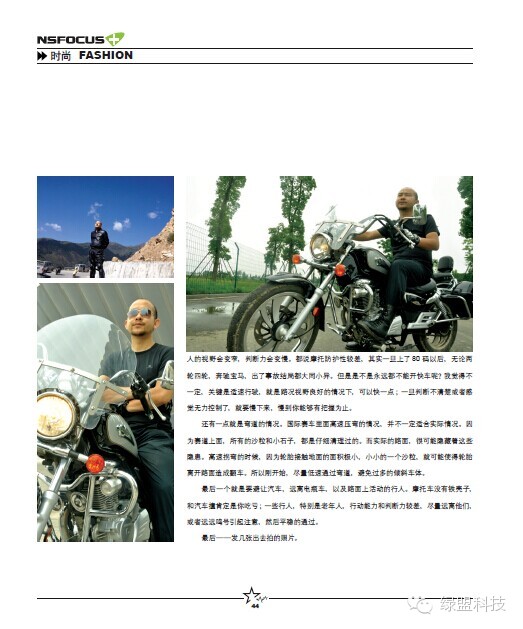 NSFOCUS
时尚 FASHION
人的视野会变窄，判断力会变慢。都说摩托防护性较差，其实一旦上了 80 码以后，无论两
轮四轮，奔驰宝马，出了事故结局都大同小异。但是是不是永远都不能开快车呢？我觉得不
一定，关键是适速行驶。就是路况视野良好的情况下，可以快一点；一旦判断不清楚或者感
觉无力控制了，就要慢下来，慢到你能够有把握为止。
还有一点就是弯道的情况。国际赛车里面高速压弯的情况，并不一定适合实际情况。因
为赛道上面，所有的沙粒和小石子，都是仔细清理过的。而实际的路面，很可能隐藏着这些
隐患。高速拐弯的时候，因为轮胎接触地面的面积极小，小小的一个沙粒，就可能使得轮胎
离开路面造成翻车。所以刚开始，尽量低速通过弯道，避免过多的倾斜车体。
最后一个就是要避让汽车，远离电瓶车，以及路面上活动的行人。摩托车没有铁壳子，
和汽车撞肯定是你吃亏；一些行人，特别是老年人，行动能力和判断力较差，尽量远离他们，
或者远远鸣号引起注意，然后平稳的通过。
最后——发几张出去拍的照片。
44
绿盟科技